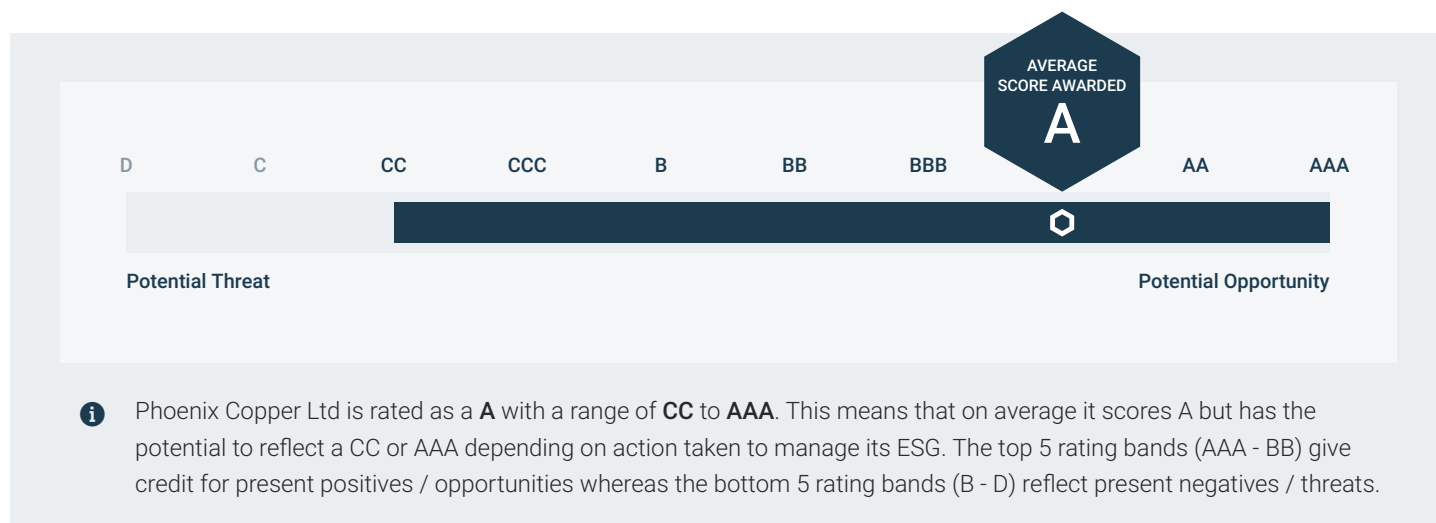 AVERAGE
SCORE AWARDED
A
D C CC CCC B BB BBB AA AAA
Potential Threat Potential Opportunity
Phoenix Copper Ltd is rated as a A with a range of CC to AAA. This means that on average it scores A but has the
potential to reflect a CC or AAA depending on action taken to manage its ESG. The top 5 rating bands (AAA - BB) give
credit for present positives / opportunities whereas the bottom 5 rating bands (B - D) reflect present negatives / threats.